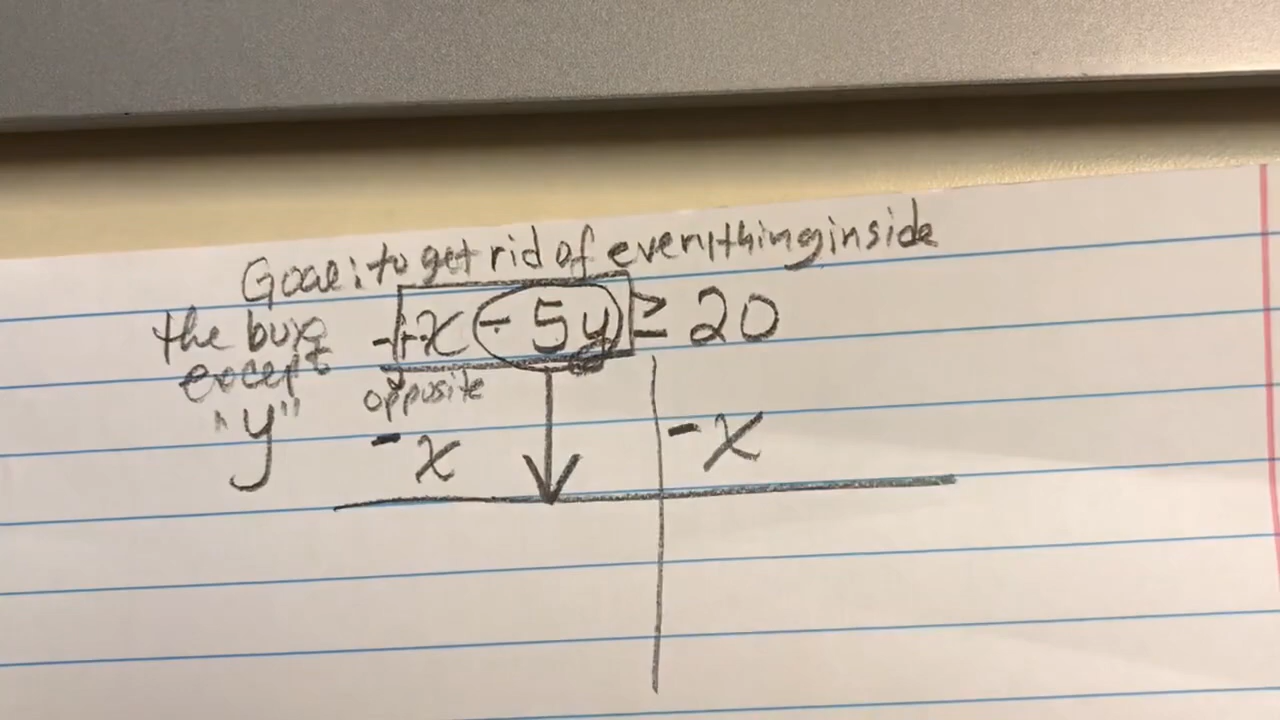 Goal: to get rid of everything inside
the box +x - 5y ≥ 20
except
opposite
"y"
-x -x